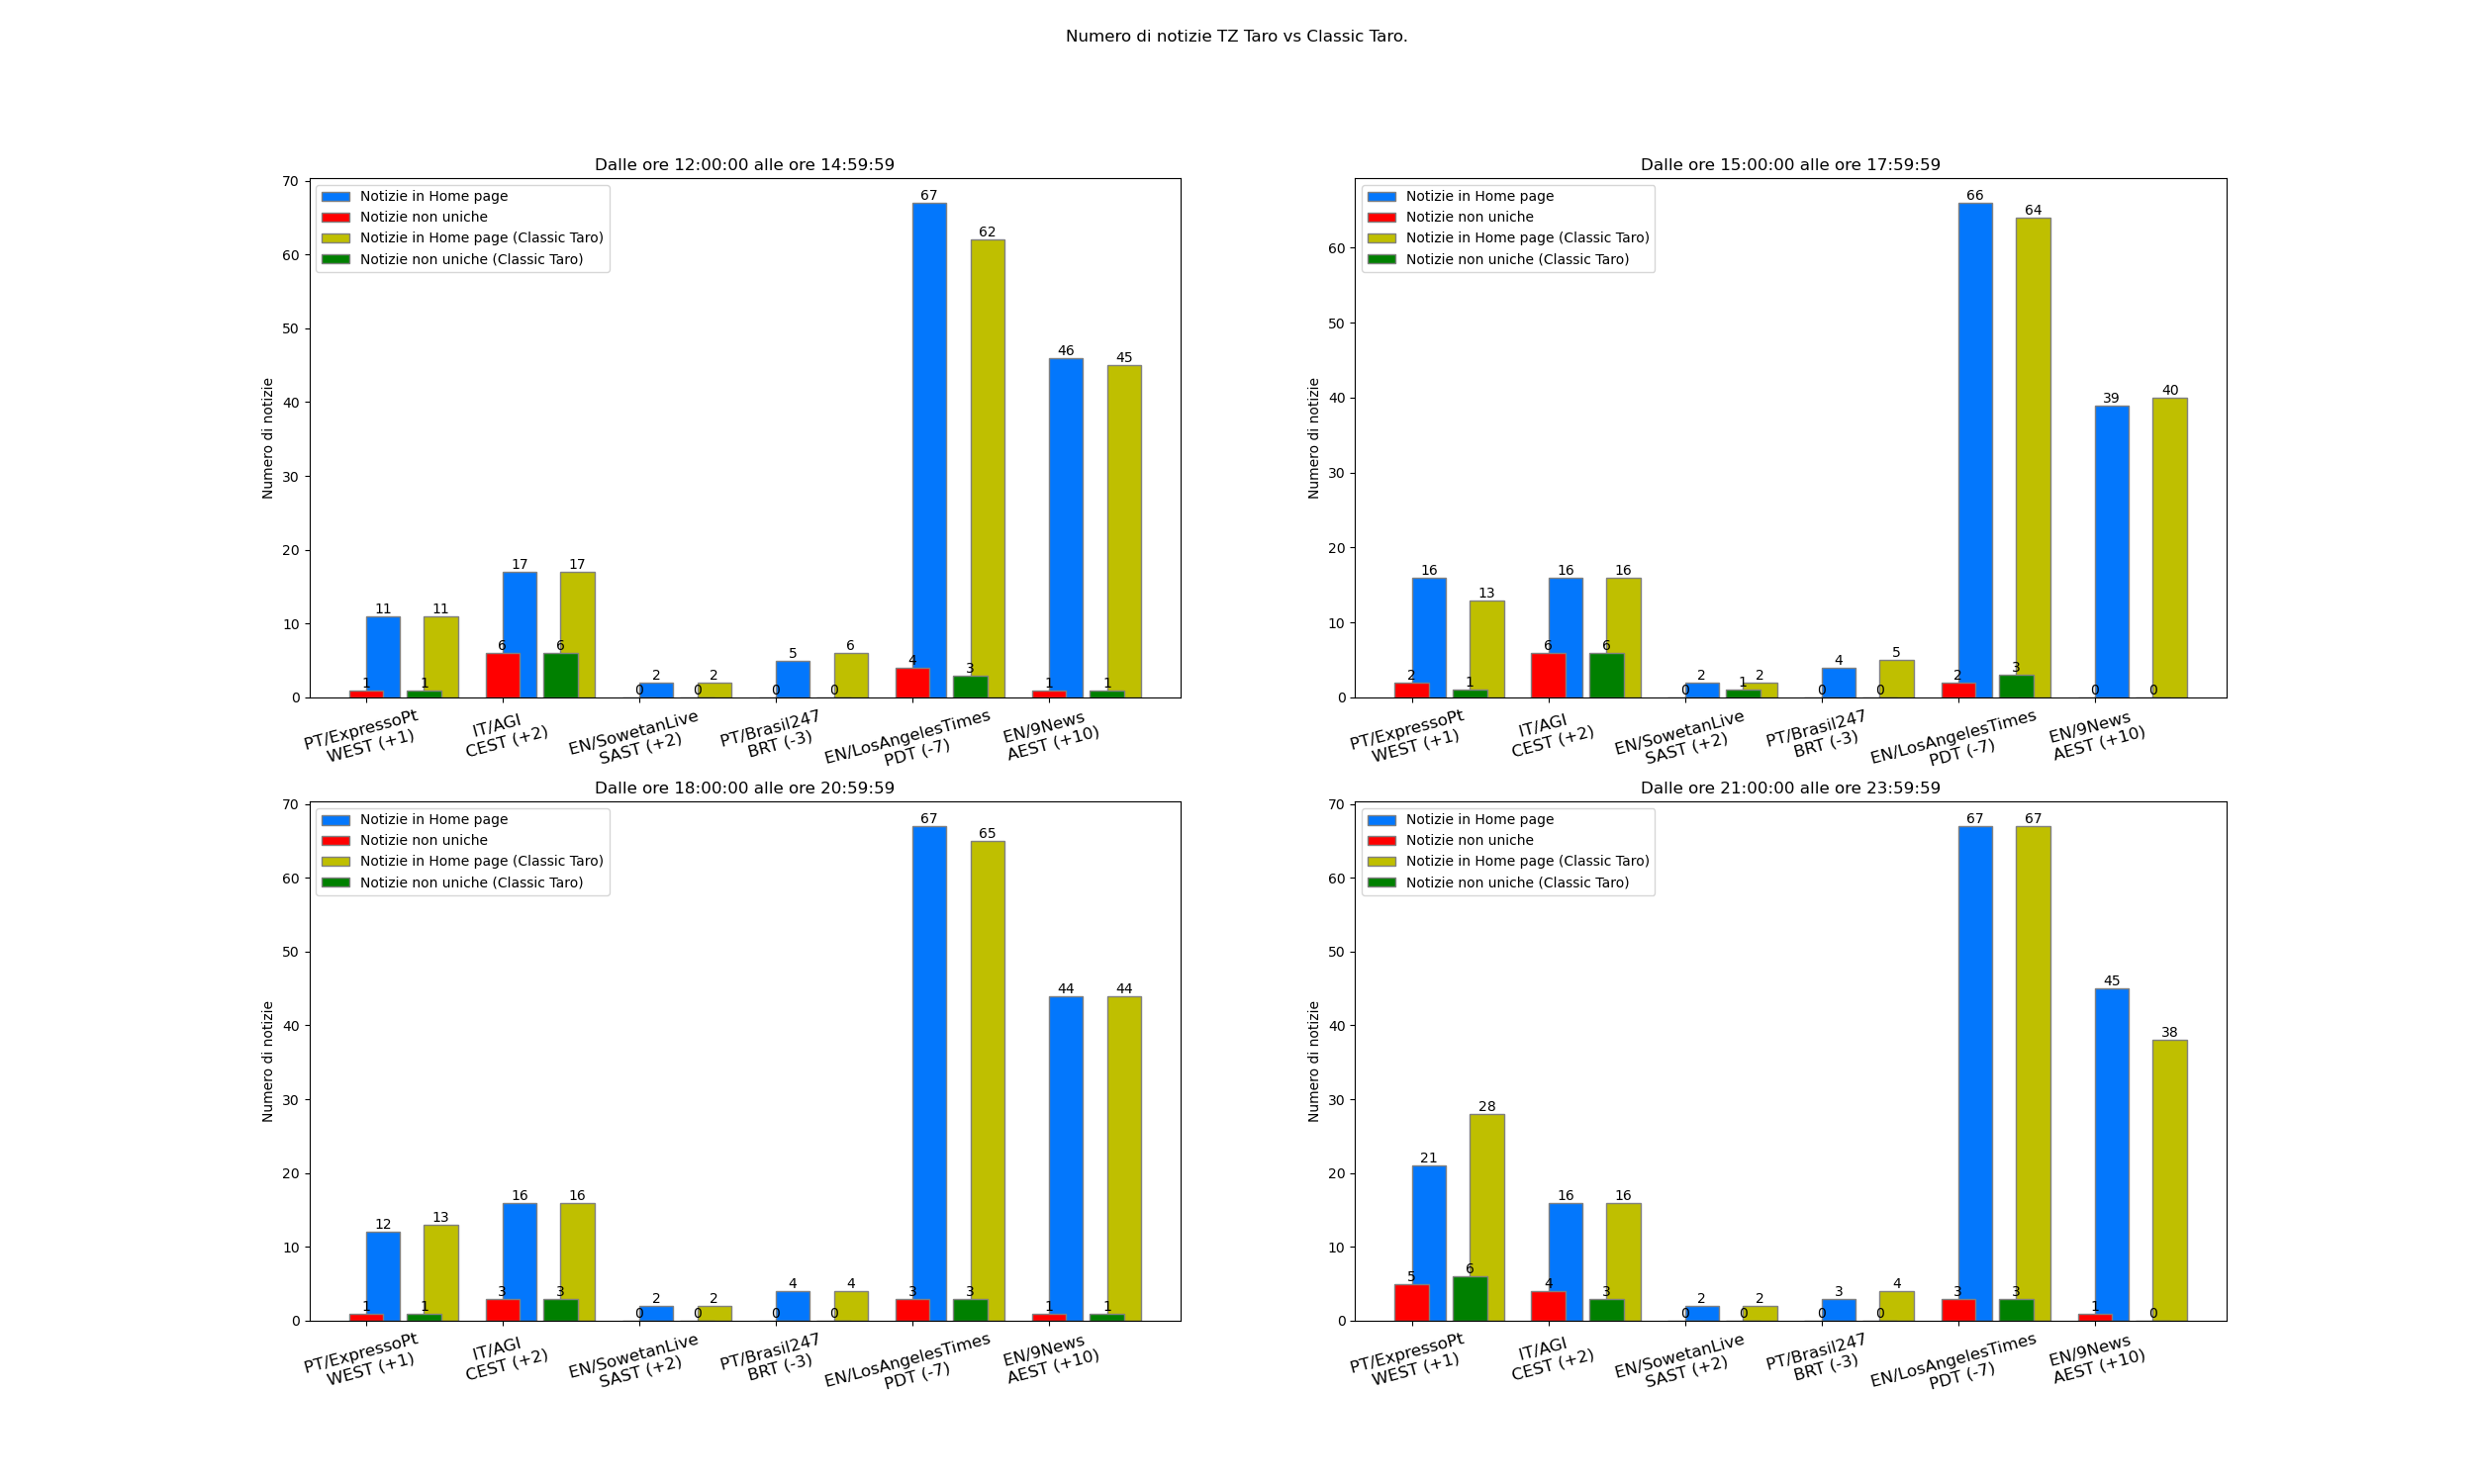 Numero di notizie TZ Taro vs Classic Taro.
Dalle ore 12:00:00 alle ore 14:59:59
Notizie in Home page
Notizie non uniche
Notizie in Home page (Classic Taro)
Notizie non uniche (Classic Taro)
Numero di notizie
70
60
50
40
30
20
10
0
1 11 1 11
6 17 6 17
0 2 0 2
0 5 0 6
4 67 3 62
1 46 1 45
PT/ExpressoPt
WEST (+1)
IT/AGI
CEST (+2)
EN/SowetanLive
SAST (+2)
PT/Brasil247
BRT (-3)
EN/LosAngelesTimes
PDT (-7)
EN/9News
AEST (+10)
Dalle ore 15:00:00 alle ore 17:59:59
Notizie in Home page
Notizie non uniche
Notizie in Home page (Classic Taro)
Notizie non uniche (Classic Taro)
Numero di notizie
60
50
40
30
20
10
0
2 16 1 13
6 16 6 16
0 2 1 2
0 4 0 5
2 66 3 64
0 39 0 40
PT/ExpressoPt
WEST (+1)
IT/AGI
CEST (+2)
EN/SowetanLive
SAST (+2)
PT/Brasil247
BRT (-3)
EN/LosAngelesTimes
PDT (-7)
EN/9News
AEST (+10)
Dalle ore 18:00:00 alle ore 20:59:59
Notizie in Home page
Notizie non uniche
Notizie in Home page (Classic Taro)
Notizie non uniche (Classic Taro)
Numero di notizie
70
60
50
40
30
20
10
0
1 12 1 13
3 16 3 16
0 2 0 2
0 4 0 4
3 67 3 65
1 44 1 44
PT/ExpressoPt
WEST (+1)
IT/AGI
CEST (+2)
EN/SowetanLive
SAST (+2)
PT/Brasil247
BRT (-3)
EN/LosAngelesTimes
PDT (-7)
EN/9News
AEST (+10)
Dalle ore 21:00:00 alle ore 23:59:59
Notizie in Home page
Notizie non uniche
Notizie in Home page (Classic Taro)
Notizie non uniche (Classic Taro)
Numero di notizie
70
60
50
40
30
20
10
0
5 21 6 28
4 16 3 16
0 2 0 2
0 3 0 4
3 67 3 67
1 45 0 38
PT/ExpressoPt
WEST (+1)
IT/AGI
CEST (+2)
EN/SowetanLive
SAST (+2)
PT/Brasil247
BRT (-3)
EN/LosAngelesTimes
PDT (-7)
EN/9News
AEST (+10)